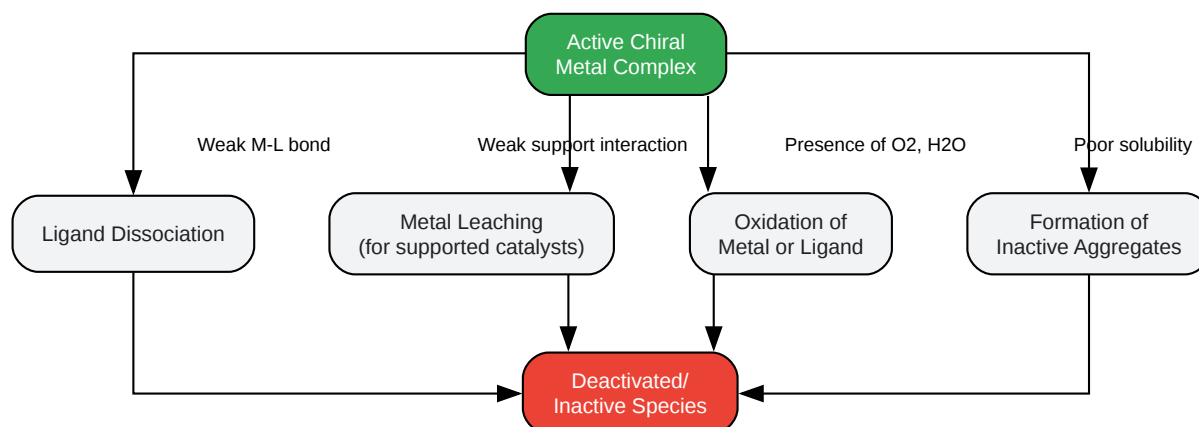 Active Chiral
Metal Complex
Weak M-L bond
Weak support interaction
Presence of O2, H2O
Poor solubility
Ligand Dissociation
Metal Leaching
(for supported catalysts)
Oxidation of
Metal or Ligand
Formation of
Inactive Aggregates
Deactivated/
Inactive Species